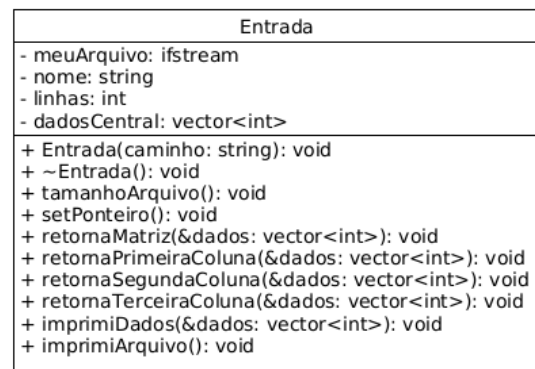 Entrada
- meuArquivo: ifstream
- nome: string
- linhas: int
- dadosCentral: vector<int>
+ Entrada(caminho: string): void
+ ~Entrada(): void
+ tamanhoArquivo(): void
+ setPonteiro(): void
+ retornaMatriz(&dados: vector<int>): void
+ retornaPrimeiraColuna(&dados: vector<int>): void
+ retornaSegundaColuna(&dados: vector<int>): void
+ retornaTerceiraColuna(&dados: vector<int>): void
+ imprimiDados(&dados: vector<int>): void
+ imprimiArquivo(): void